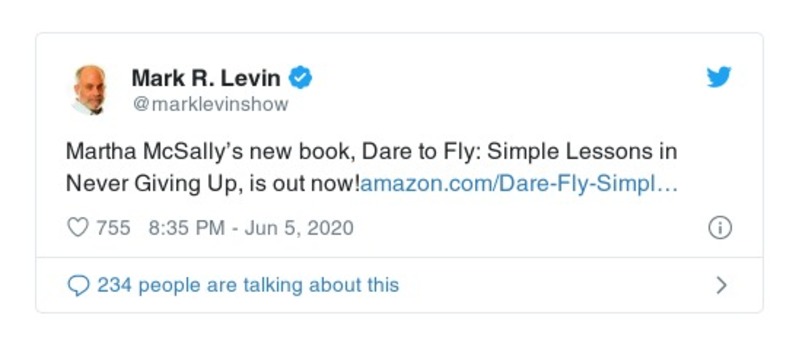 Mark R. Levin
@marklevinshow
Martha McSally’s new book, Dare to Fly: Simple Lessons in
Never Giving Up, is out now!amazon.com/Dare-Fly-Simpl…
755 8:35 PM - Jun 5, 2020
234 people are talking about this